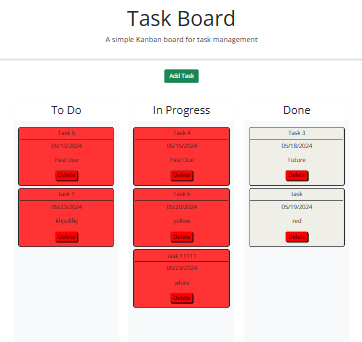 Task Board
A simple Kanban board for task management
Add Task
To Do
Task 5
05/13/2024
Past Due
Delete
task 1
05/23/2024
Delete
In Progress
Task 4
05/15/2024
Past Due
Delete
Task 6
05/20/2024
yellow
Delete
task 11111
05/23/2024
white
Delete
Done
Task 3
05/18/2024
Future
Delete
task
05/19/2024
red
Delete